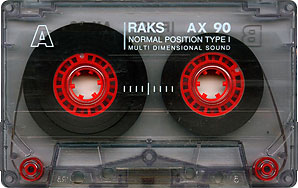 A RAKS AX 90
NORMAL POSITION TYPE I
MULTI DIMENSIONAL SOUND